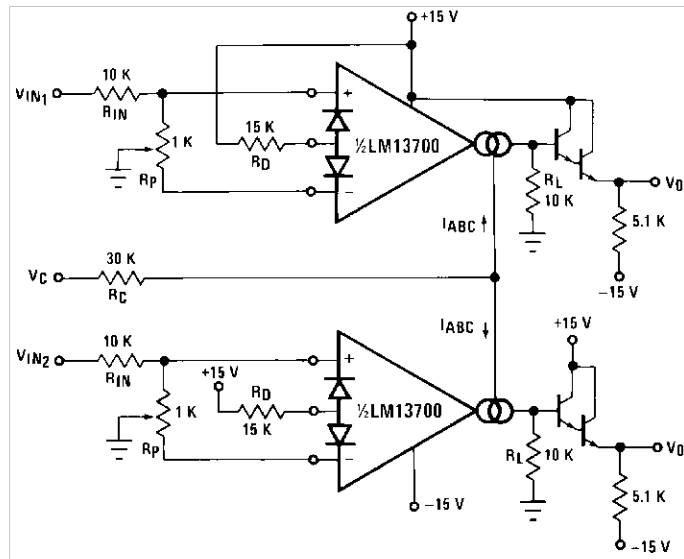 +15 V
10 K
VIN1
RIN
+
15 K
1 K
½LM13700
RD
RP
−
RL
10 K
VO
5.1 K
IABC ↑
−15 V
30 K
VC
RC
IABC ↓
+15 V
10 K
VIN2
RIN
+
+15 V
RD
1 K
½LM13700
15 K
RP
−
RL
10 K
VO
−15 V
5.1 K
−15 V